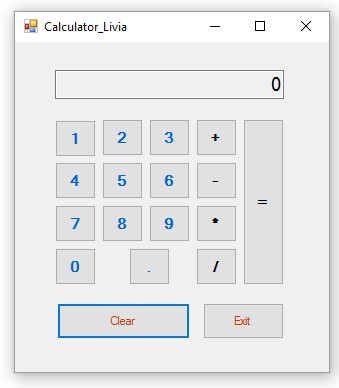 Calculator_Livia
0
1 2 3 +
4 5 6 - =
7 8 9 *
0 . /
Clear Exit